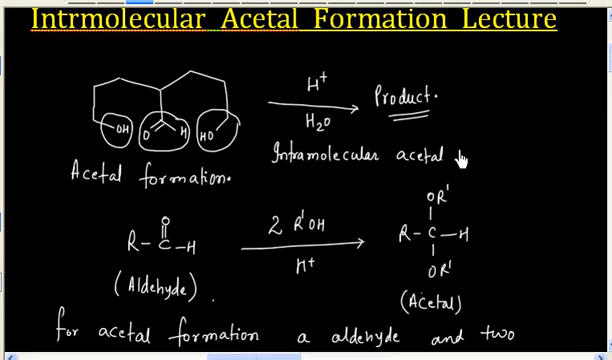 Intrmolecular Acetal Formation Lecture
OH O H HO H+ H2O Product.
Intramolecular acetal
Acetal formation.
O
R-C-H 2 R'OH H+ OR' R-C-H OR'
(Aldehyde) (Acetal)
for acetal formation a aldehyde and two